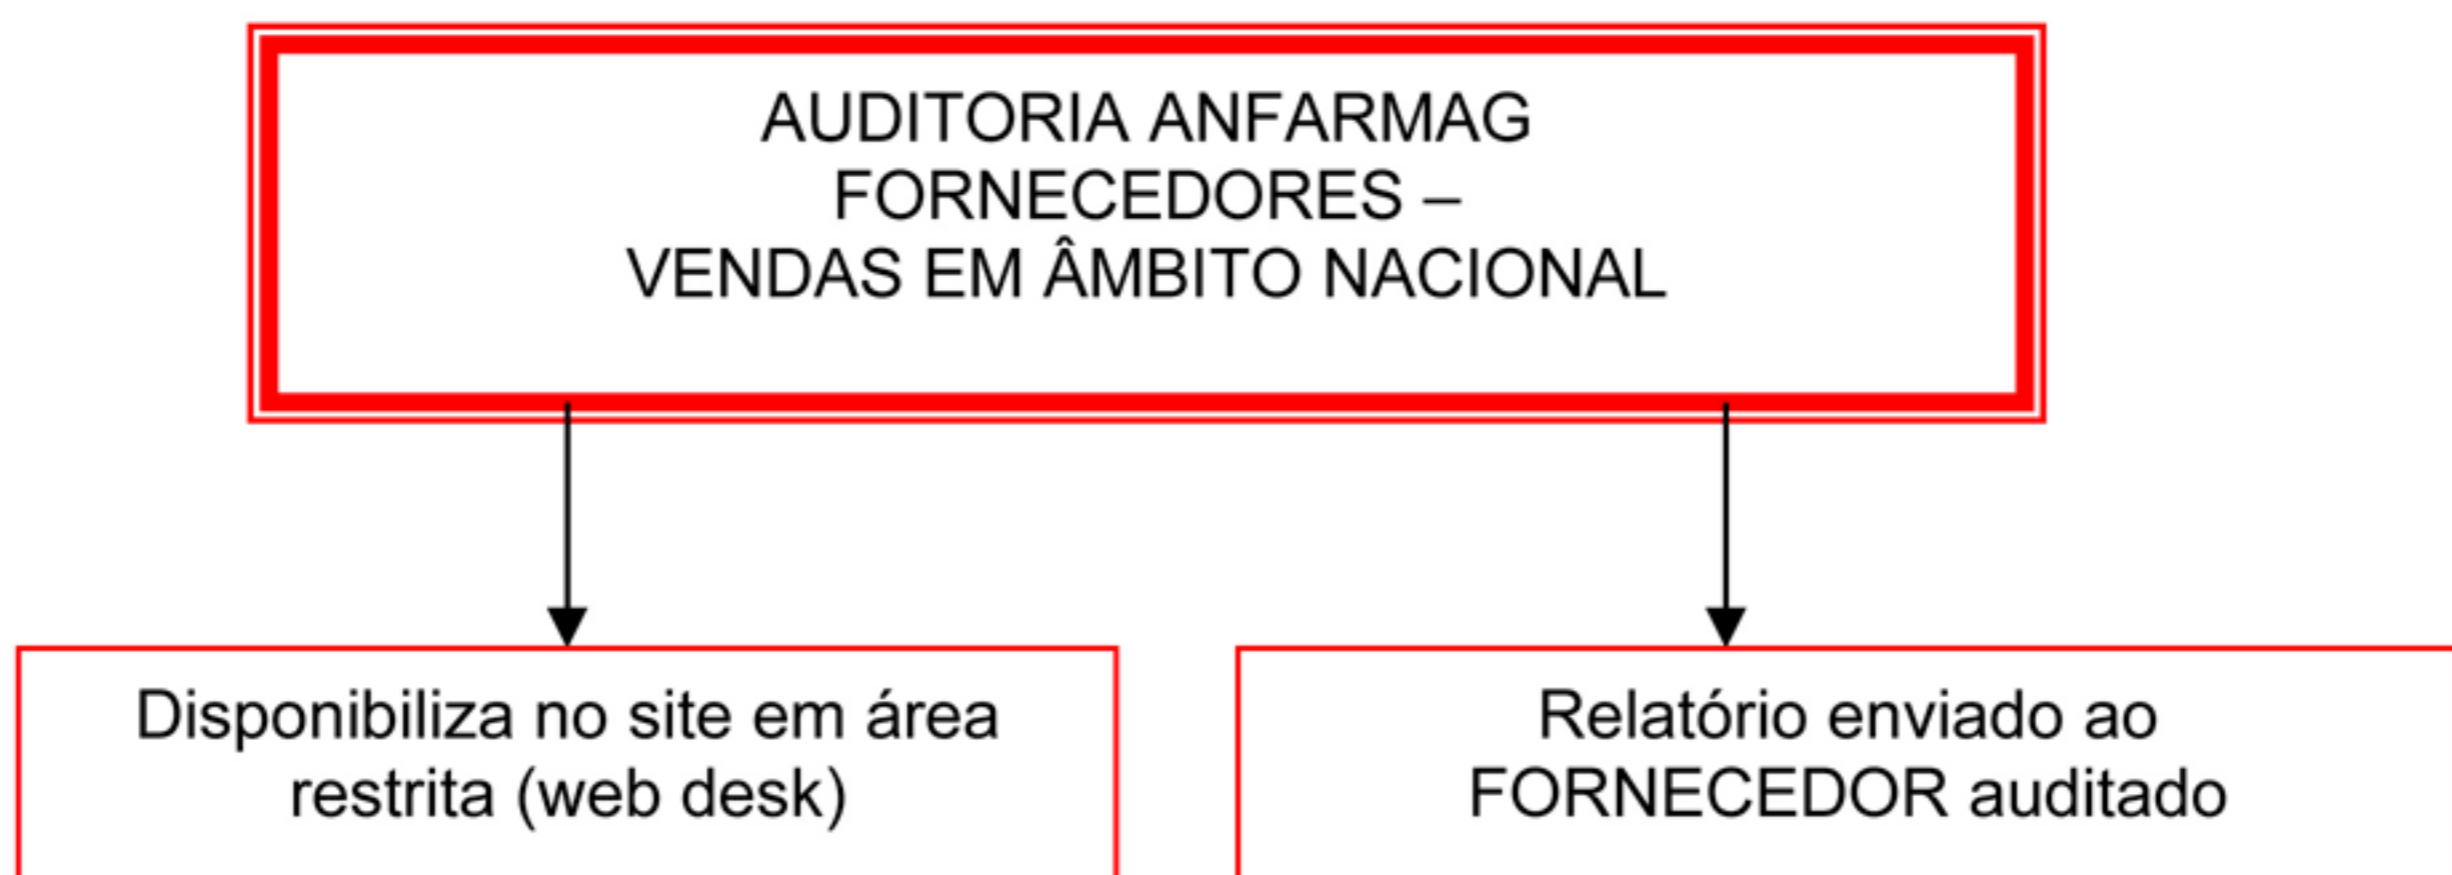 AUDITORIA ANFARMAG
FORNECEDORES –
VENDAS EM ÂMBITO NACIONAL
Disponibiliza no site em área
restrita (web desk)
Relatório enviado ao
FORNECEDOR auditado